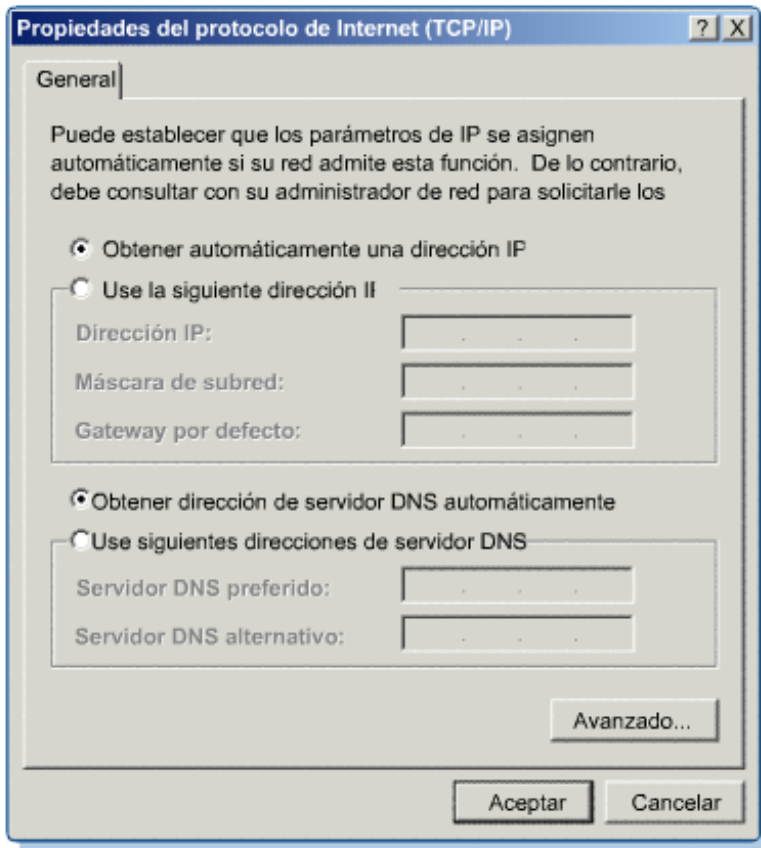 Propiedades del protocolo de Internet (TCP/IP) ? X
General
Puede establecer que los parámetros de IP se asignen
automáticamente si su red admite esta función. De lo contrario,
debe consultar con su administrador de red para solicitarle los
Obtener automáticamente una dirección IP
Use la siguiente dirección IP
Dirección IP:
Máscara de subred:
Gateway por defecto:
Obtener dirección de servidor DNS automáticamente
Use siguientes direcciones de servidor DNS
Servidor DNS preferido:
Servidor DNS alternativo:
Avanzado...
Aceptar Cancelar